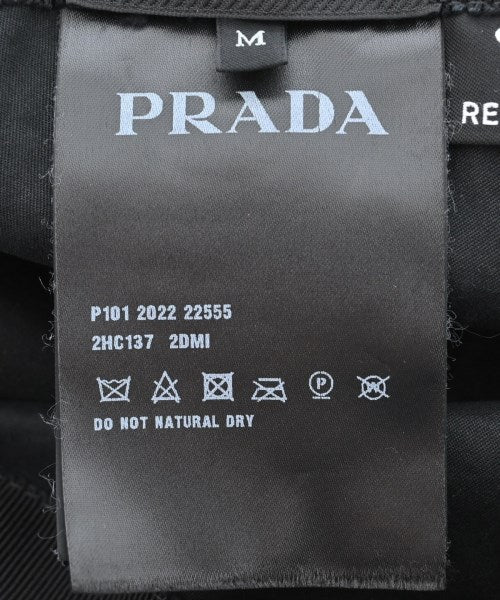 M
PRADA
RE
P101 2022 22555
2HC137 2DMI
P W
DO NOT NATURAL DRY